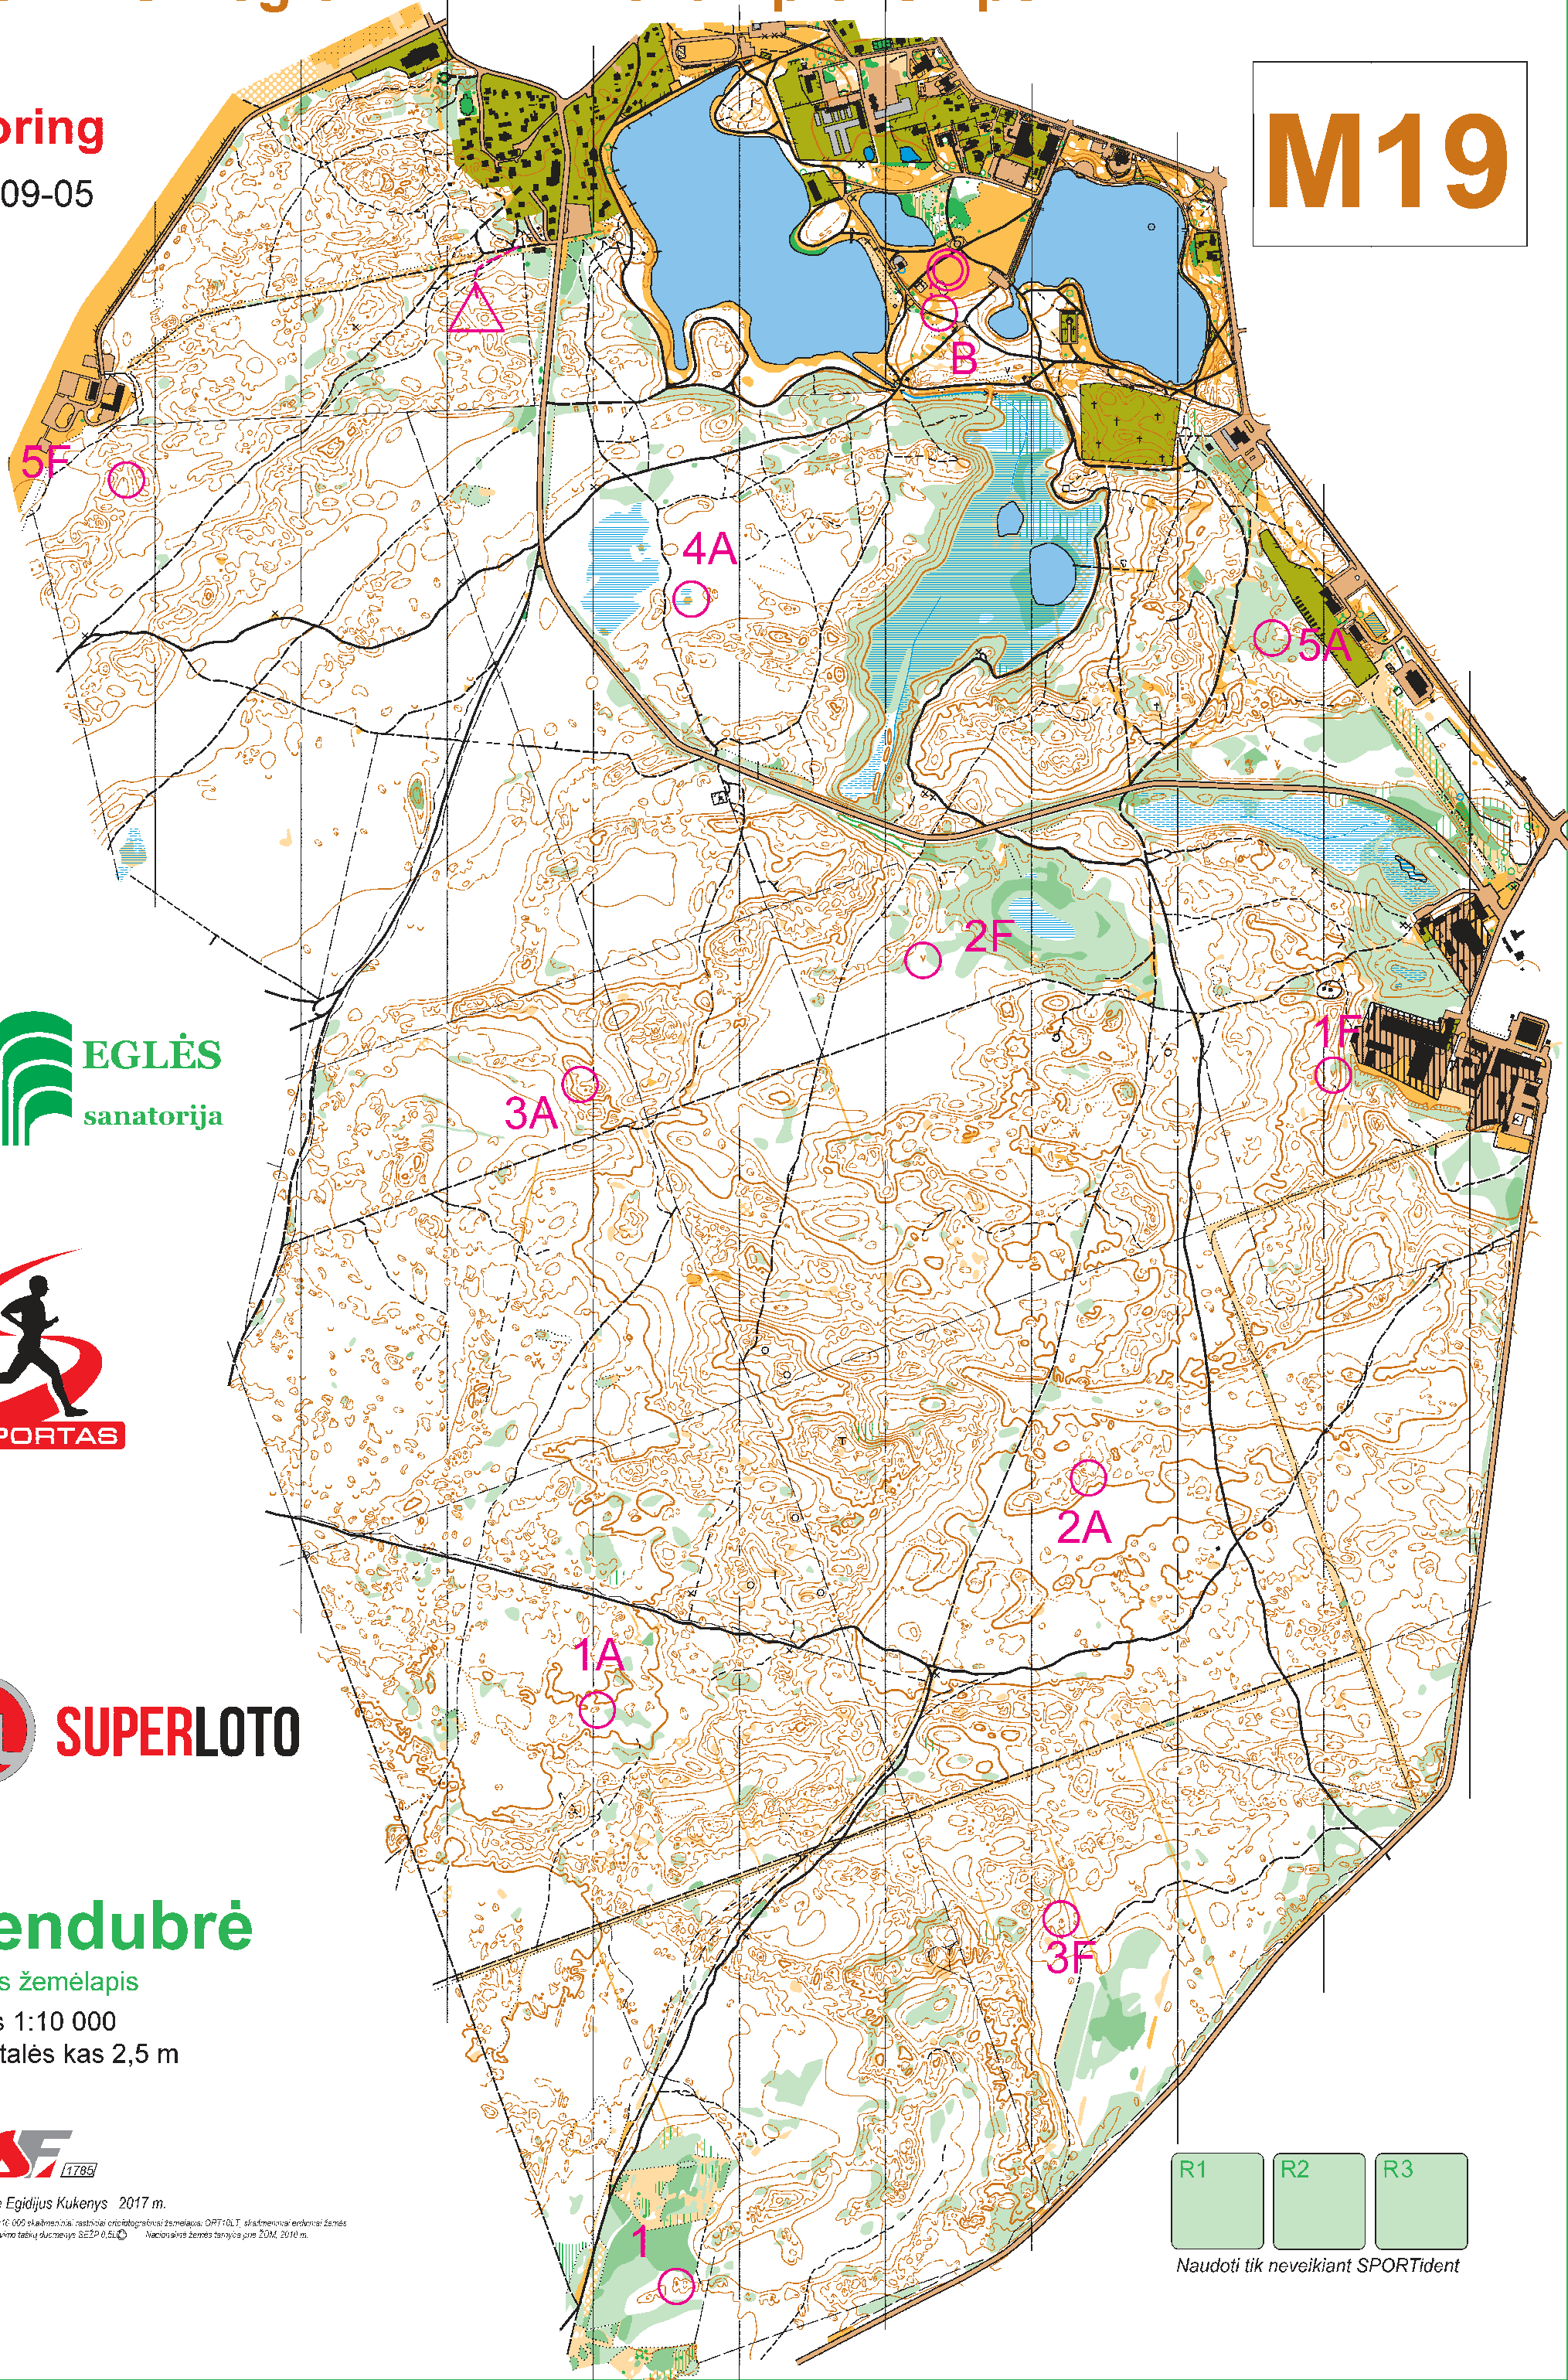 oring
09-05
M19
B
5F
4A
5A
2F
1F
EGLĖS
sanatorija
3A
PORTAS
2A
1A
SUPERLOTO
endubrė
s žemėlapis
s 1:10 000
talės kas 2,5 m
3F
1785
Egidijus Kukenys 2017 m.
R1 R2 R3
1
Naudoti tik neveikiant SPORTident